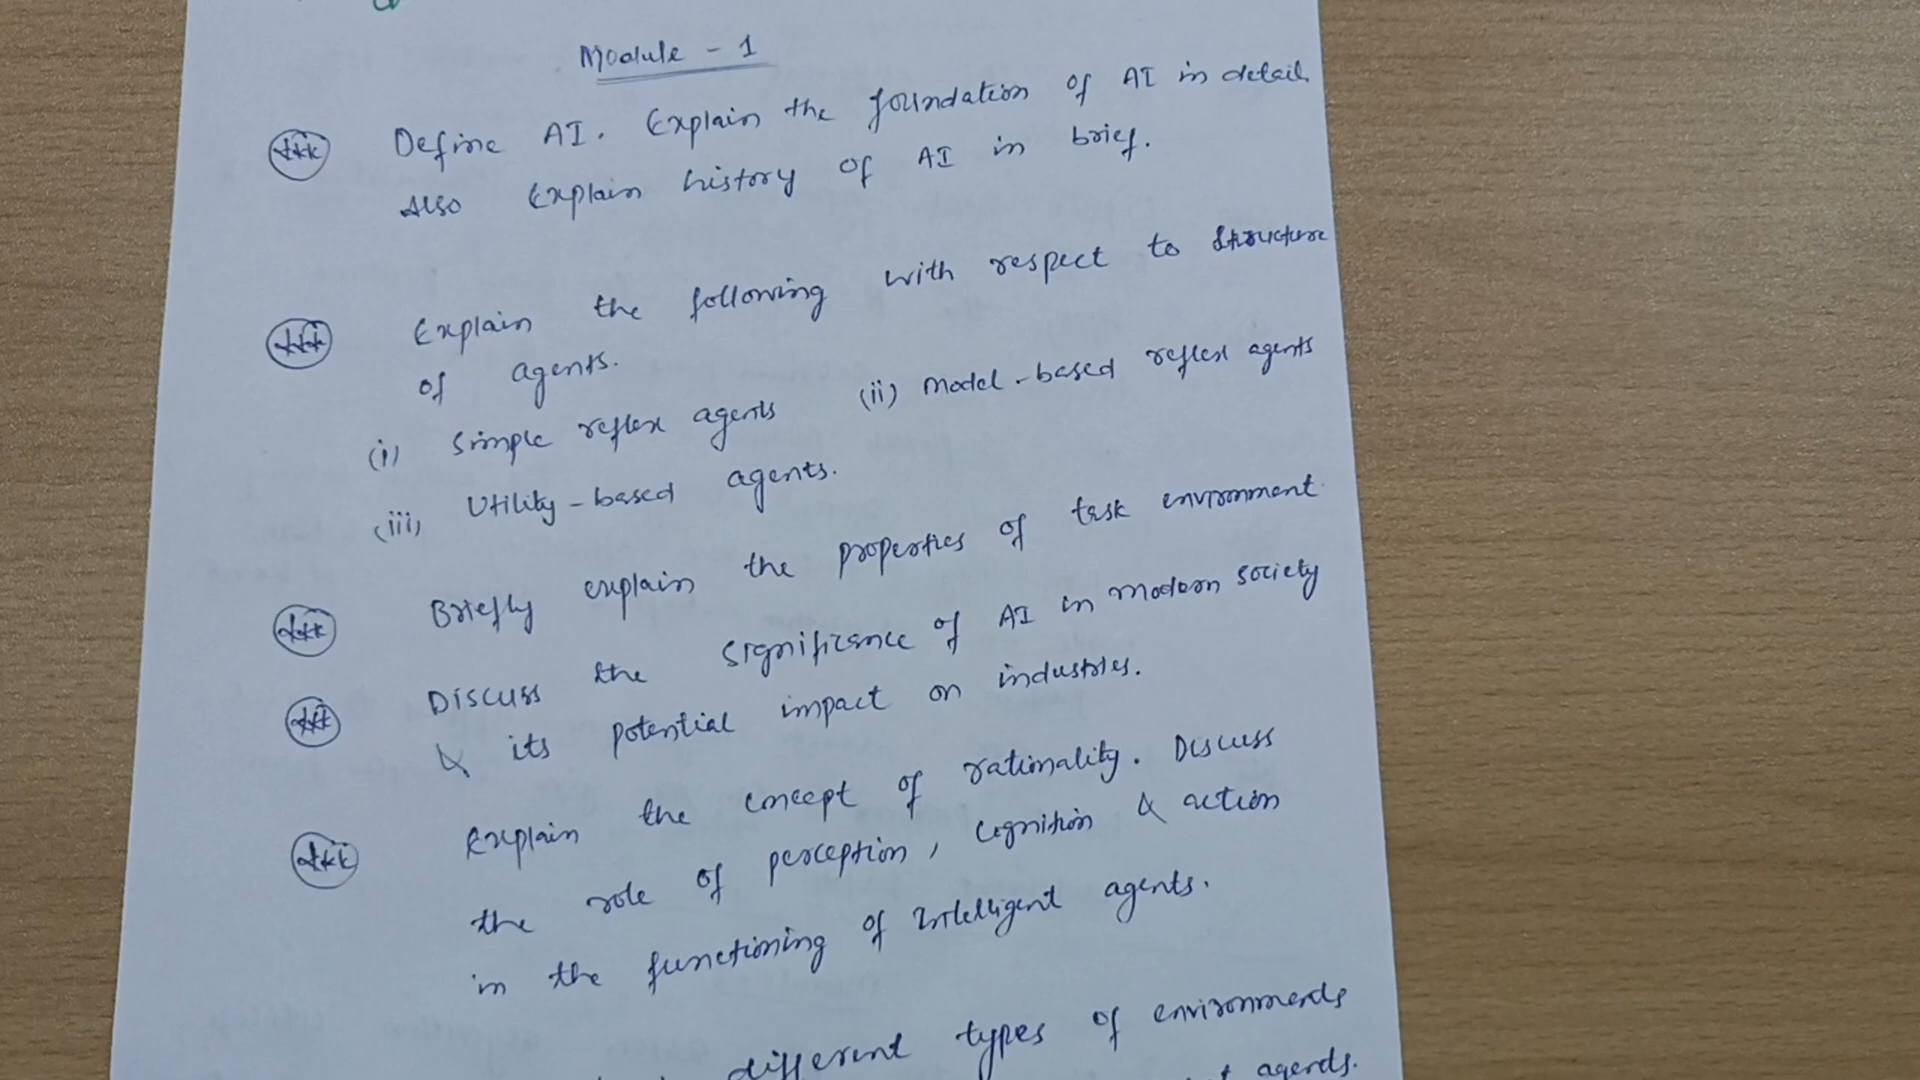 Module - 1
*** Define AI. Explain the foundation of AI in detail.
Also Explain history of AI in brief.
*** Explain the following with respect to structure
of agents.
(i) Simple reflex agents (ii) Model-based reflex agents
(iii) Utility-based agents.
*** Briefly explain the properties of task environment.
*** Discuss the significance of AI in modern society
& its potential impact on industries.
*** Explain the concept of rationality. Discuss
the role of perception, cognition & action
in the functioning of intelligent agents.
different types of environments
agents.